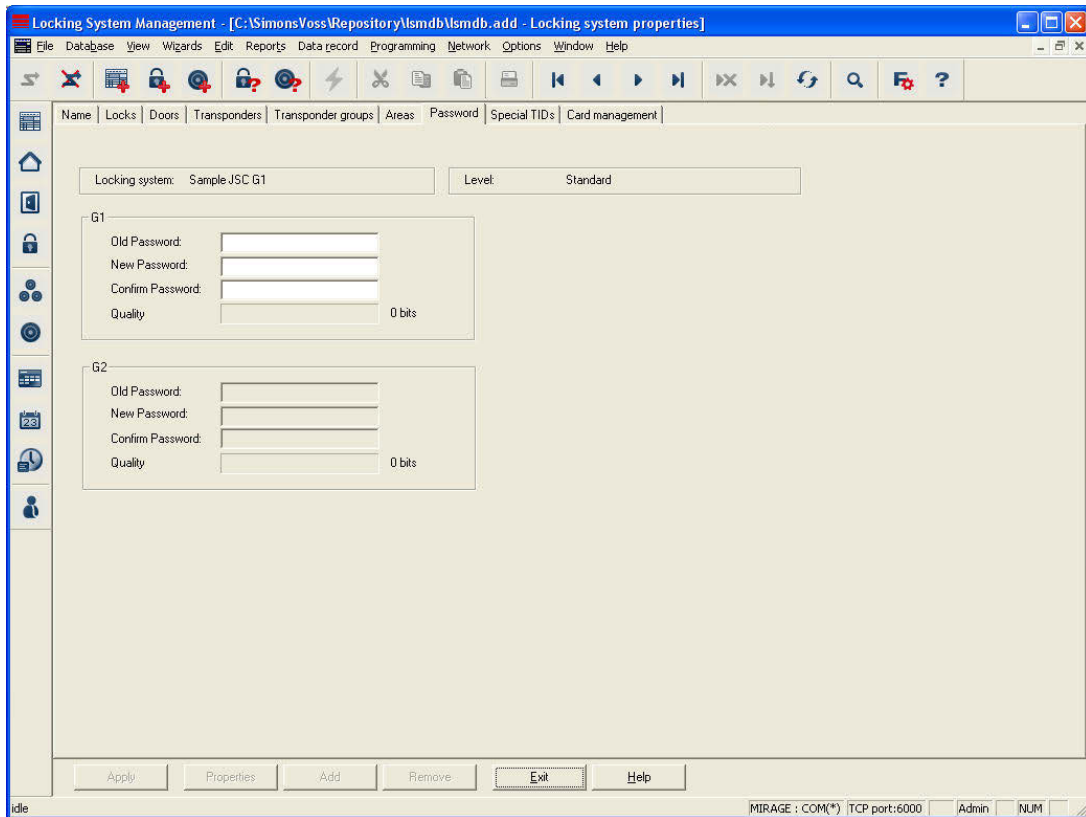 Locking System Management - [C:\SimonsVoss\Repository\lsmdb\lsmdb.add - Locking system properties]
File Database View Wizards Edit Reports Data record Programming Network Options Window Help
Name Locks Doors Transponders Transponder groups Areas Password Special TIDs Card management
Locking system: Sample JSC G1 Level: Standard
G1
Old Password:
New Password:
Confirm Password:
Quality 0 bits
G2
Old Password:
New Password:
Confirm Password:
Quality 0 bits
23
Apply Properties Add Remove Exit Help
idle MIRAGE : COM(*) TCP port:6000 Admin NUM